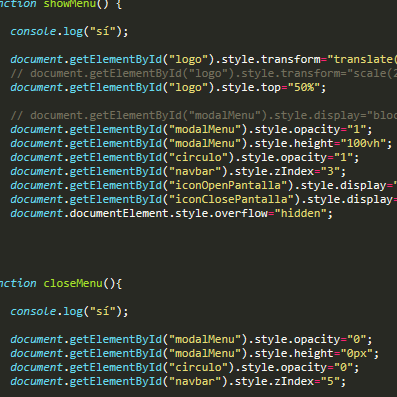 nction showMenu() {
console.log("sí");
document.getElementById("logo").style.transform="translate(
// document.getElementById("logo").style.transform="scale(2
document.getElementById("logo").style.top="50%";
// document.getElementById("modalMenu").style.display="bloc
document.getElementById("modalMenu").style.opacity="1";
document.getElementById("modalMenu").style.height="100vh";
document.getElementById("circulo").style.opacity="1";
document.getElementById("navbar").style.zIndex="3";
document.getElementById("iconOpenPantalla").style.display="
document.getElementById("iconClosePantalla").style.display=
document.documentElement.style.overflow="hidden";
nction closeMenu(){
console.log("sí");
document.getElementById("modalMenu").style.opacity="0";
document.getElementById("modalMenu").style.height="0px";
document.getElementById("circulo").style.opacity="0";
document.getElementById("navbar").style.zIndex="5";